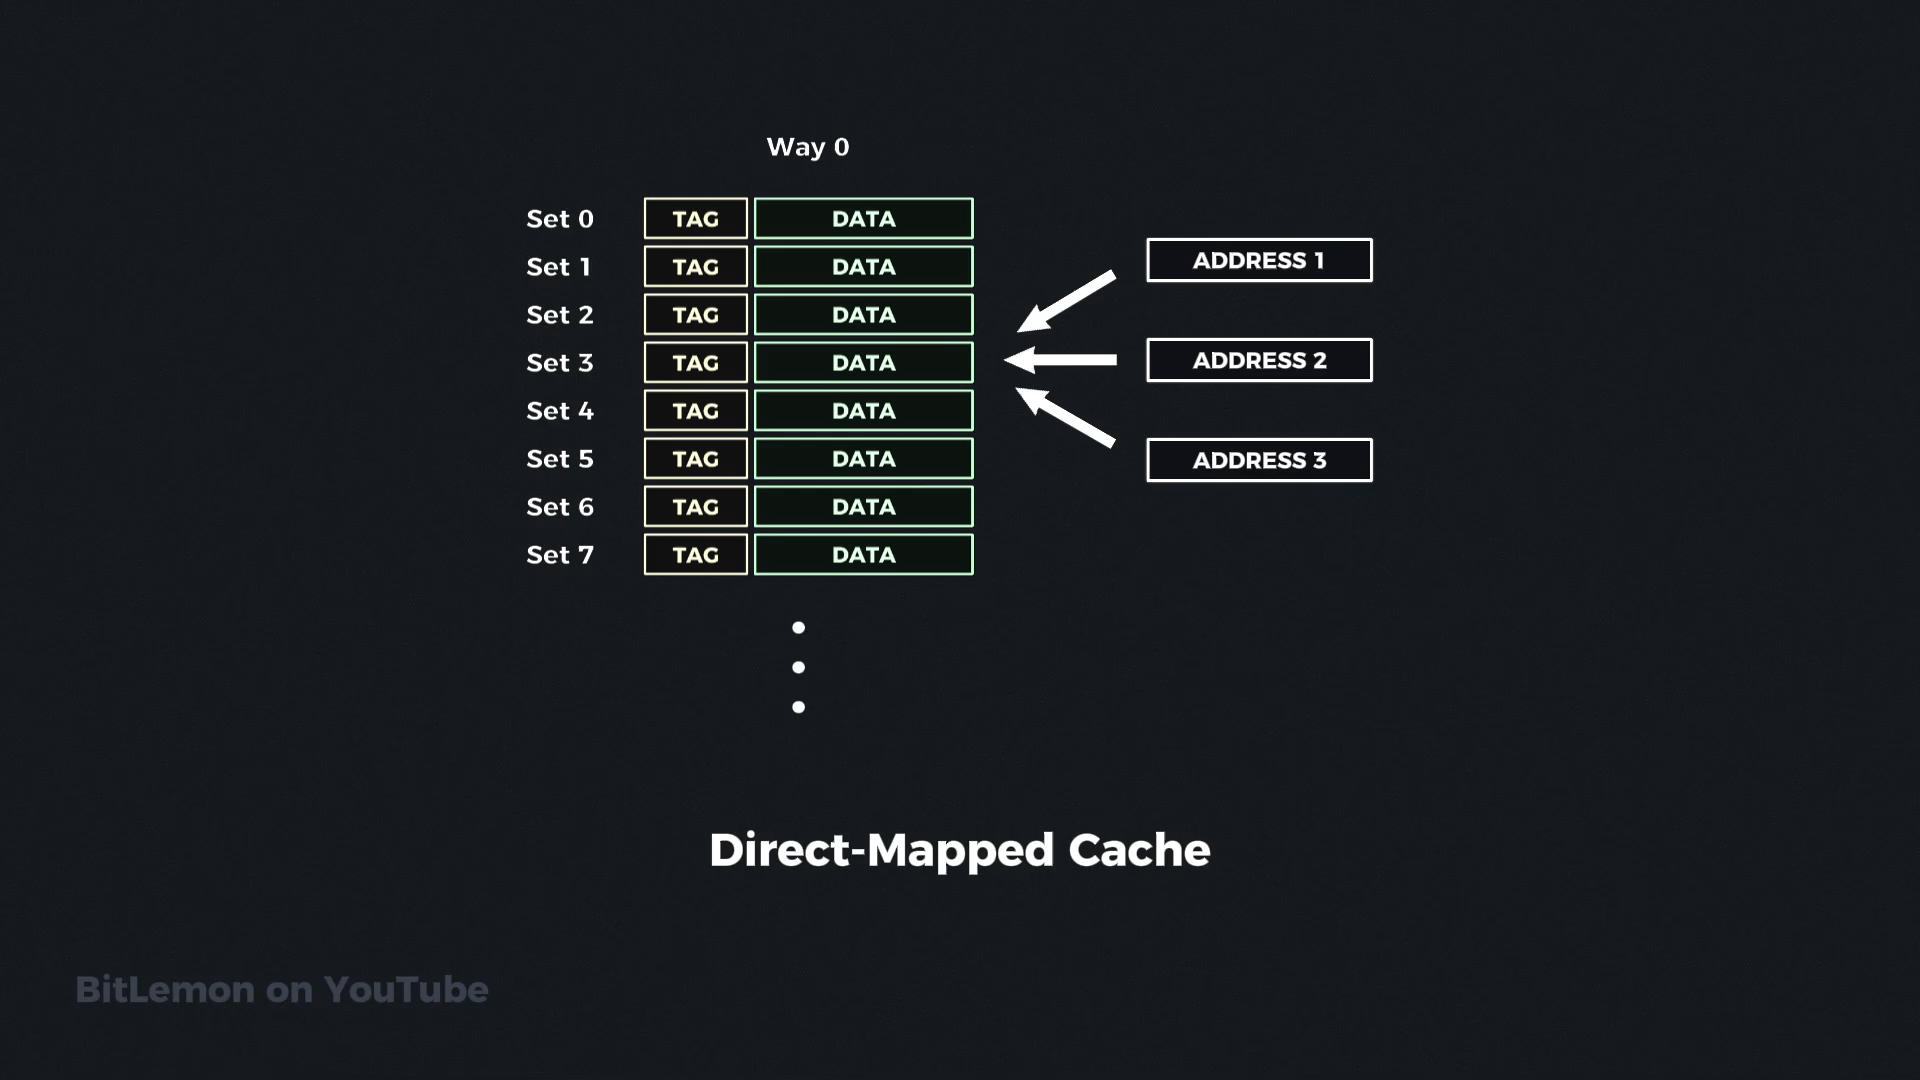 Way 0
Set 0 TAG DATA
Set 1 TAG DATA
Set 2 TAG DATA
Set 3 TAG DATA
Set 4 TAG DATA
Set 5 TAG DATA
Set 6 TAG DATA
Set 7 TAG DATA
ADDRESS 1
ADDRESS 2
ADDRESS 3
Direct-Mapped Cache
BitLemon on YouTube